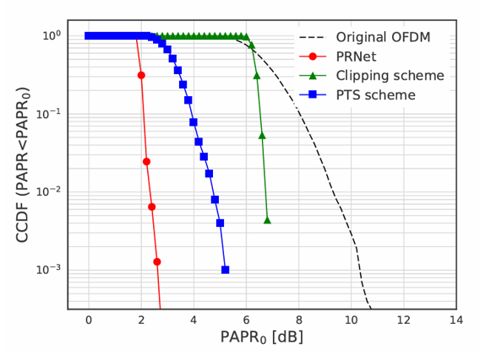 Original OFDM
PRNet
Clipping scheme
PTS scheme
CCDF (PAPR<PAPR₀)
10⁰
10⁻¹
10⁻²
10⁻³
0 2 4 6 8 10 12 14
PAPR₀ [dB]